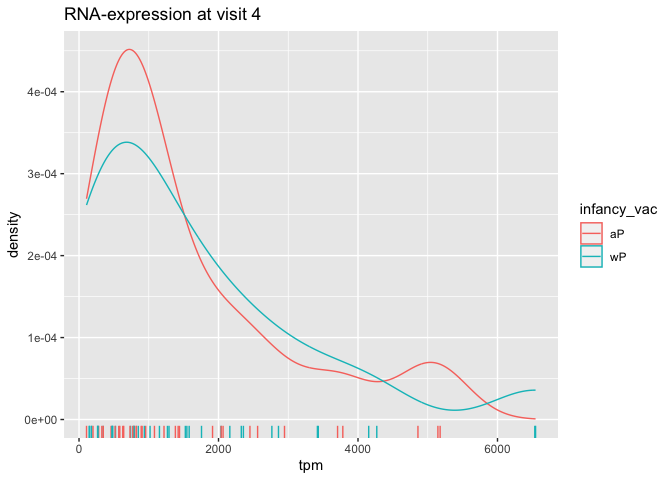 RNA-expression at visit 4
4e-04
3e-04
2e-04
1e-04
0e+00
density
0
2000
4000
6000
tpm
infancy_vac
aP
wP